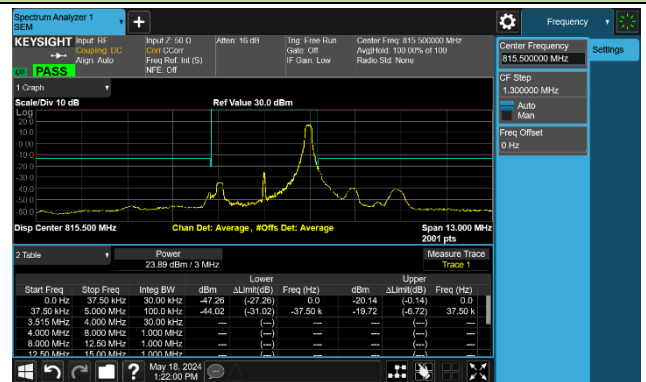 Spectrum Analyzer 1
SEM
+
Frequency
KEYSIGHT
Input: RF
Coupling: DC
Align: Auto
Input Z: 50 Ω
Corr CCorr
Freq Ref: Int (S)
NFE: Off
Atten: 16 dB
Trig: Free Run
Gate: Off
IF Gain: Low
Center Freq: 815.500000 MHz
Avg|Hold: 100.00% of 100
Radio Std: None
LXI PASS
Center Frequency
815.500000 MHz
Settings
CF Step
1.300000 MHz
Auto
Man
Freq Offset
0 Hz
1 Graph
Scale/Div 10 dB
Ref Value 30.0 dBm
Log
20.0
10.0
0.00
-10.0
-20.0
-30.0
-40.0
-50.0
-60.0
Disp Center 815.500 MHz
Chan Det: Average, #Offs Det: Average
Span 13.000 MHz
2001 pts
2 Table
Power
23.89 dBm / 3 MHz
Measure Trace
Trace 1
Lower Upper
Start Freq Stop Freq Integ BW dBm ΔLimit(dB) Freq (Hz) dBm ΔLimit(dB) Freq (Hz)
0.0 Hz 37.50 kHz 30.00 kHz -47.26 (-27.26) 0.0 -20.14 (-0.14) 0.0
37.50 kHz 5.000 MHz 100.0 kHz -44.02 (-31.02) -37.50 k -19.72 (-6.72) 37.50 k
3.515 MHz 4.000 MHz 30.00 kHz --- (---) --- --- (---) ---
4.000 MHz 8.000 MHz 1.000 MHz --- (---) --- --- (---) ---
8.000 MHz 12.50 MHz 1.000 MHz --- (---) --- --- (---) ---
12.50 MHz 15.00 MHz 1.000 MHz --- (---) --- --- (---) ---
?
May 18, 2024
1:22:00 PM